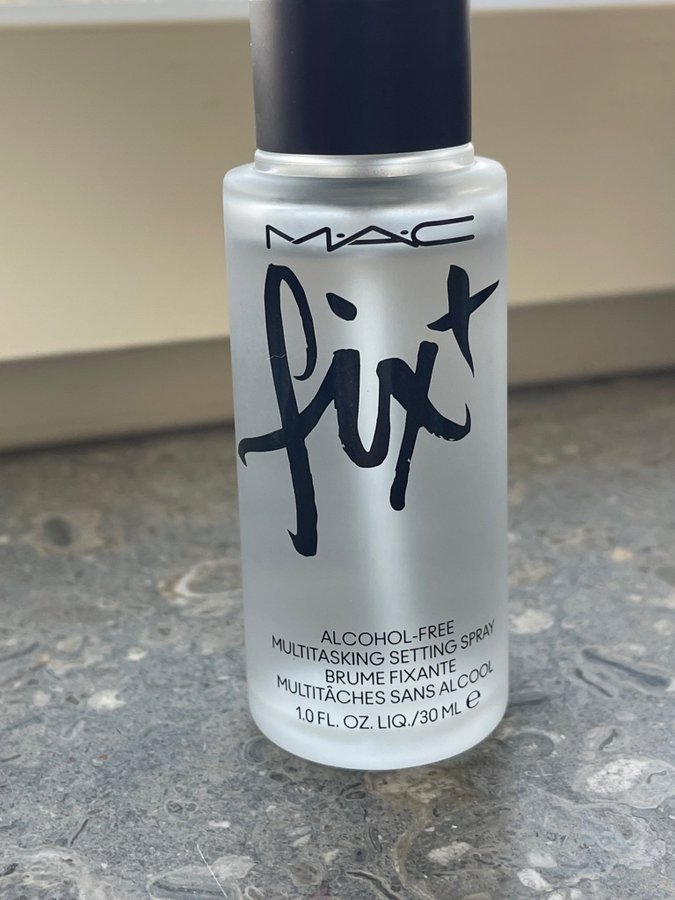 M·A·C
fix+
ALCOHOL-FREE
MULTITASKING SETTING SPRAY
BRUME FIXANTE
MULTITÂCHES SANS ALCOOL
1.0 FL. OZ. LIQ./30 ML ℮